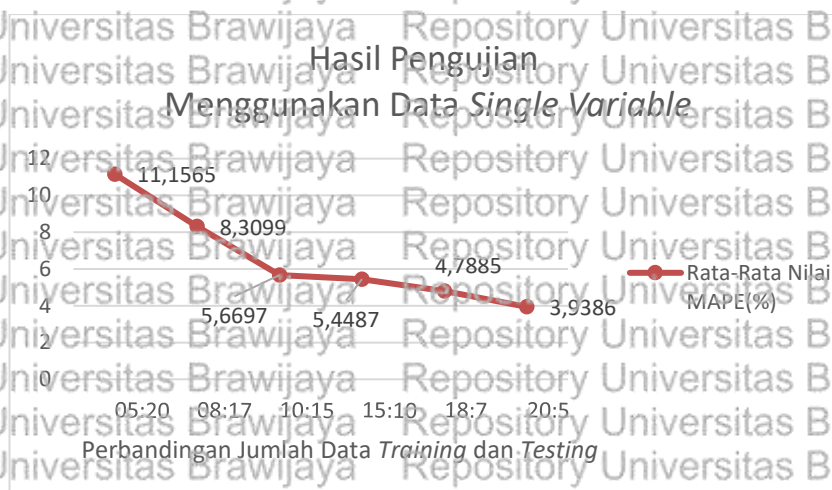 Universitas Brawijaya Repository Universitas B
Hasil Pengujian
Menggunakan Data Single Variable
12
10
8
6
4
2
0
11,1565
8,3099
5,6697
5,4487
4,7885
3,9386
05:20 08:17 10:15 15:10 18:7 20:5
Perbandingan Jumlah Data Training dan Testing
Rata-Rata Nilai
MAPE(%)